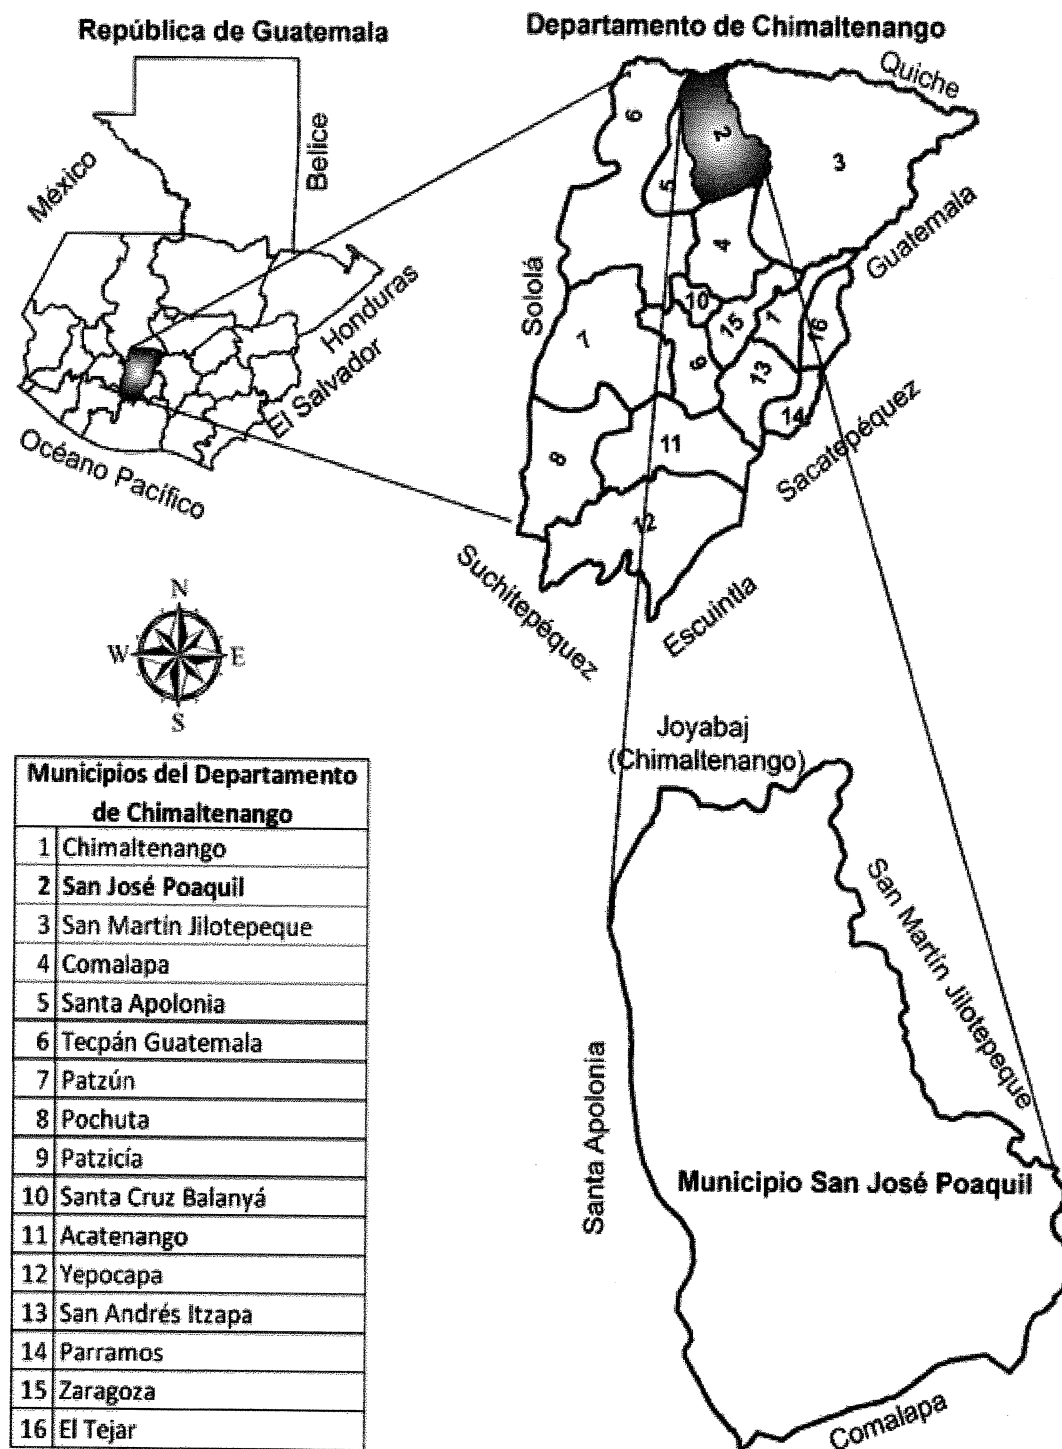 República de Guatemala
México
Belice
Honduras
El Salvador
Océano Pacífico
Departamento de Chimaltenango
Quiche
Guatemala
Sololá
Sacatepéquez
Suchitepéquez
Escuintla
6
2
3
5
4
10
15
1
16
7
9
13
14
11
8
12
N
W E
S
Municipios del Departamento
de Chimaltenango
1 Chimaltenango
2 San José Poaquil
3 San Martín Jilotepeque
4 Comalapa
5 Santa Apolonia
6 Tecpán Guatemala
7 Patzún
8 Pochuta
9 Patzicía
10 Santa Cruz Balanyá
11 Acatenango
12 Yepocapa
13 San Andrés Itzapa
14 Parramos
15 Zaragoza
16 El Tejar
Joyabaj
(Chimaltenango)
San Martín Jilotepeque
Santa Apolonia
Municipio San José Poaquil
Comalapa